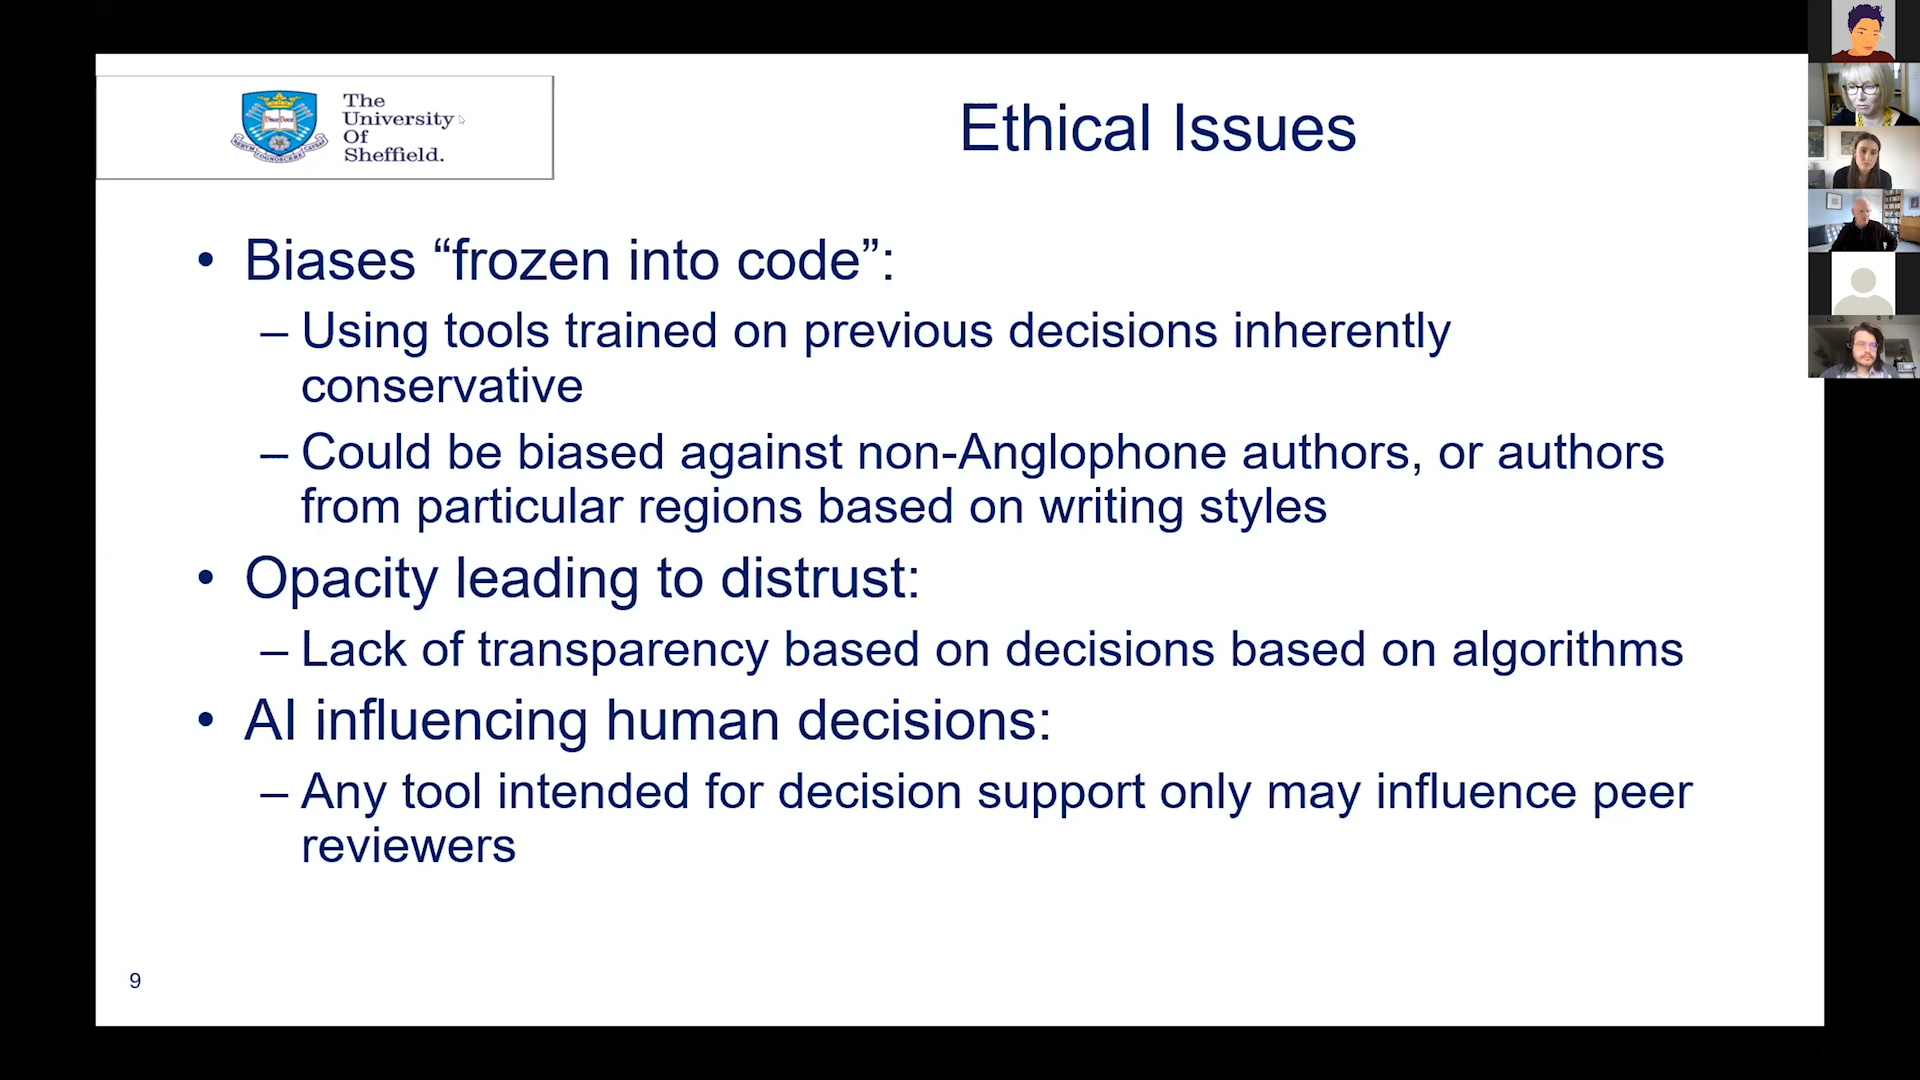 The
University
Of
Sheffield.
Ethical Issues
• Biases “frozen into code”:
– Using tools trained on previous decisions inherently
conservative
– Could be biased against non-Anglophone authors, or authors
from particular regions based on writing styles
• Opacity leading to distrust:
– Lack of transparency based on decisions based on algorithms
• AI influencing human decisions:
– Any tool intended for decision support only may influence peer
reviewers
9